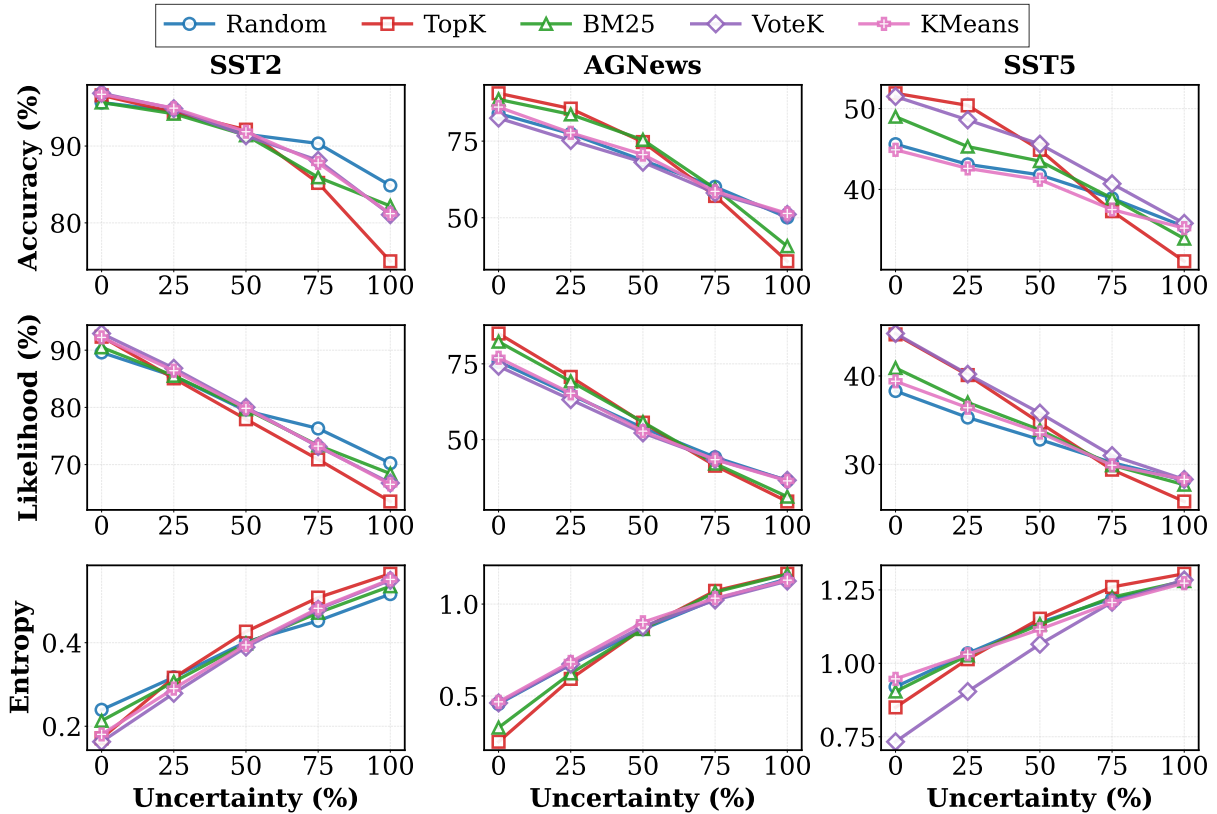 Random TopK BM25 VoteK KMeans
SST2 AGNews SST5
Accuracy (%)
90
80
0 25 50 75 100
75
50
0 25 50 75 100
50
40
0 25 50 75 100
Likelihood (%)
90
80
70
0 25 50 75 100
75
50
0 25 50 75 100
40
30
0 25 50 75 100
Entropy
0.4
0.2
0 25 50 75 100
Uncertainty (%)
1.0
0.5
0 25 50 75 100
Uncertainty (%)
1.25
1.00
0.75
0 25 50 75 100
Uncertainty (%)